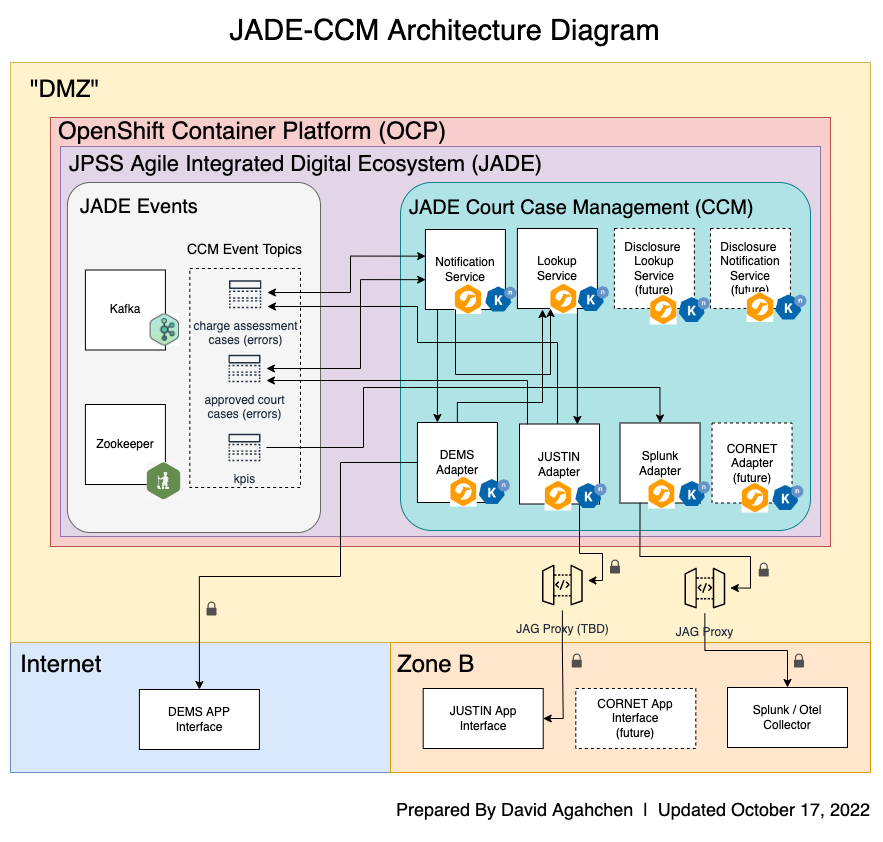 JADE-CCM Architecture Diagram
"DMZ"
OpenShift Container Platform (OCP)
JPSS Agile Integrated Digital Ecosystem (JADE)
JADE Events
CCM Event Topics
Kafka
Zookeeper
charge assessment
cases (errors)
approved court
cases (errors)
kpis
JADE Court Case Management (CCM)
Notification
Service
K
n
Lookup
Service
K
n
Disclosure
Lookup
Service
(future)
K
n
Disclosure
Notification
Service
(future)
K
n
DEMS
Adapter
K
n
JUSTIN
Adapter
K
n
Splunk
Adapter
K
n
CORNET
Adapter
(future)
K
n
</>
JAG Proxy (TBD)
</>
JAG Proxy
Internet
DEMS APP
Interface
Zone B
JUSTIN App
Interface
CORNET App
Interface
(future)
Splunk / Otel
Collector
Prepared By David Agahchen | Updated October 17, 2022